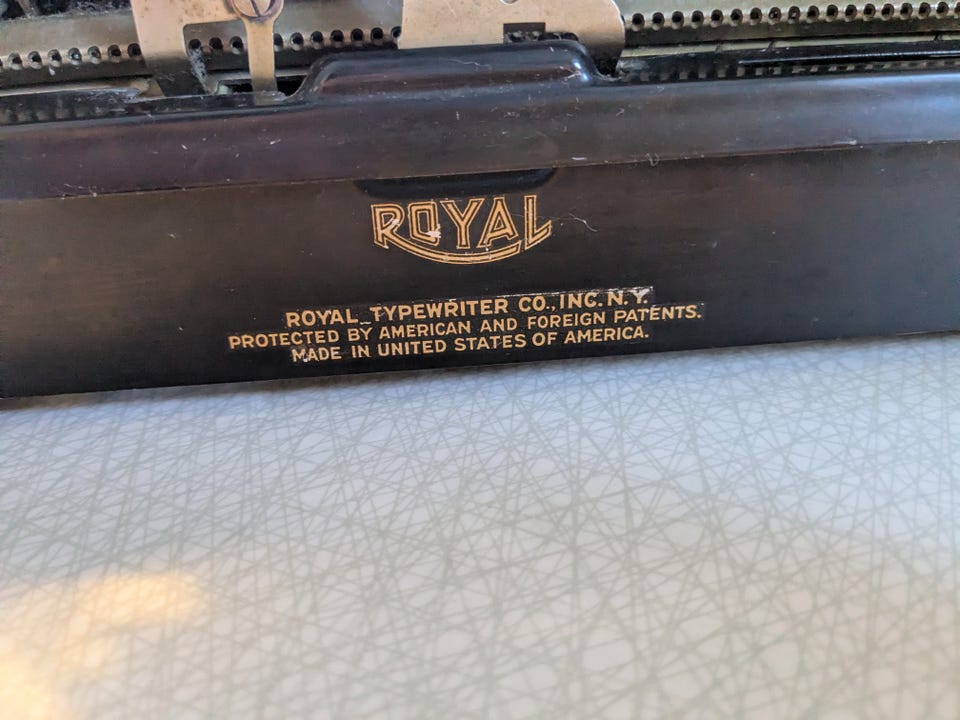 ROYAL
ROYAL TYPEWRITER CO., INC. N.Y.
PROTECTED BY AMERICAN AND FOREIGN PATENTS.
MADE IN UNITED STATES OF AMERICA.